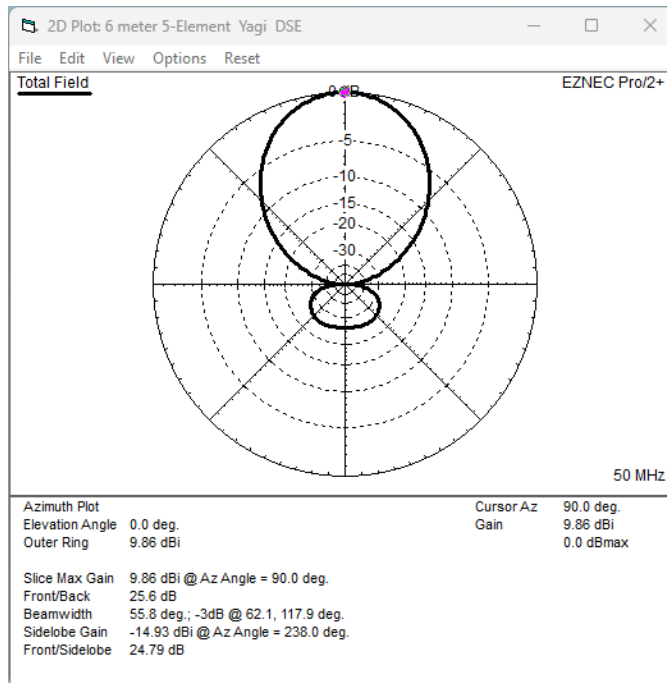 2D Plot: 6 meter 5-Element Yagi DSE
File Edit View Options Reset
Total Field
EZNEC Pro/2+
0 dB
-5
-10
-15
-20
-30
50 MHz
Azimuth Plot
Elevation Angle 0.0 deg.
Outer Ring 9.86 dBi
Cursor Az 90.0 deg.
Gain 9.86 dBi
0.0 dBmax
Slice Max Gain 9.86 dBi @ Az Angle = 90.0 deg.
Front/Back 25.6 dB
Beamwidth 55.8 deg.; -3dB @ 62.1, 117.9 deg.
Sidelobe Gain -14.93 dBi @ Az Angle = 238.0 deg.
Front/Sidelobe 24.79 dB